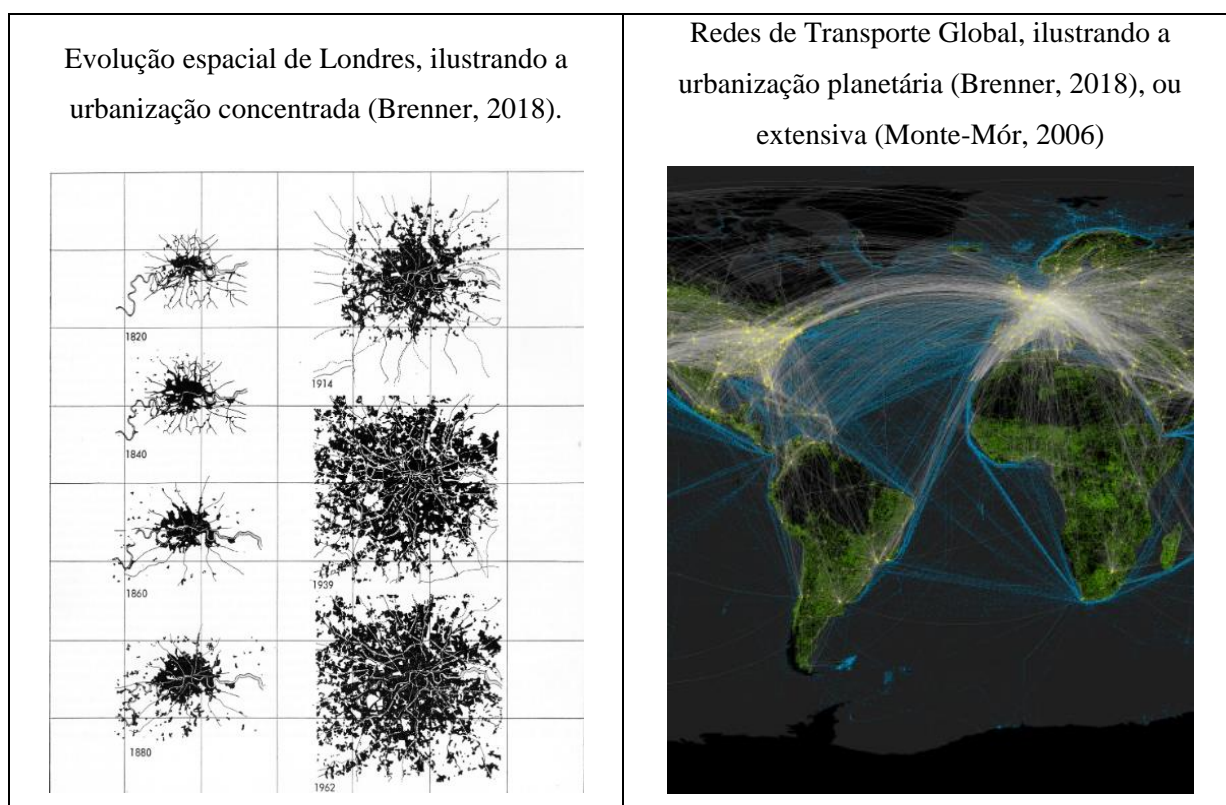 Evolução espacial de Londres, ilustrando a
urbanização concentrada (Brenner, 2018).
Redes de Transporte Global, ilustrando a
urbanização planetária (Brenner, 2018), ou
extensiva (Monte-Mór, 2006)
1820
1840
1860
1880
1914
1939
1962